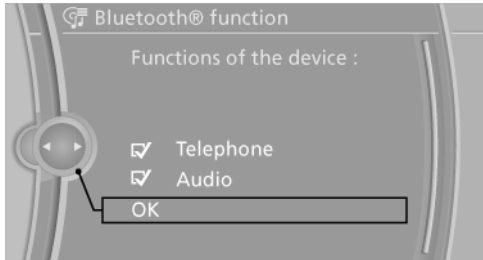 Bluetooth® function
Functions of the device :
Telephone
Audio
OK